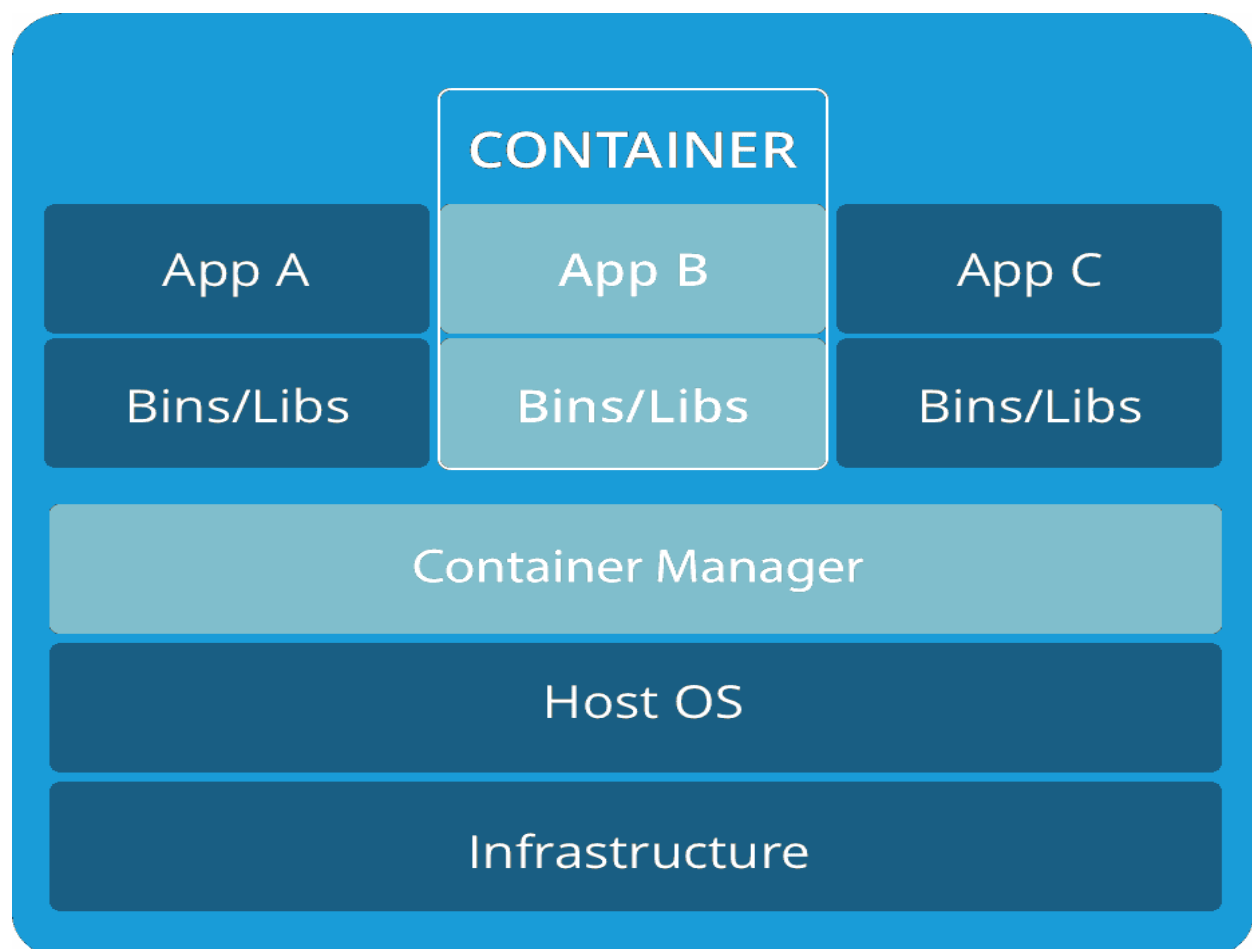 CONTAINER
App A
App B
App C
Bins/Libs
Bins/Libs
Bins/Libs
Container Manager
Host OS
Infrastructure